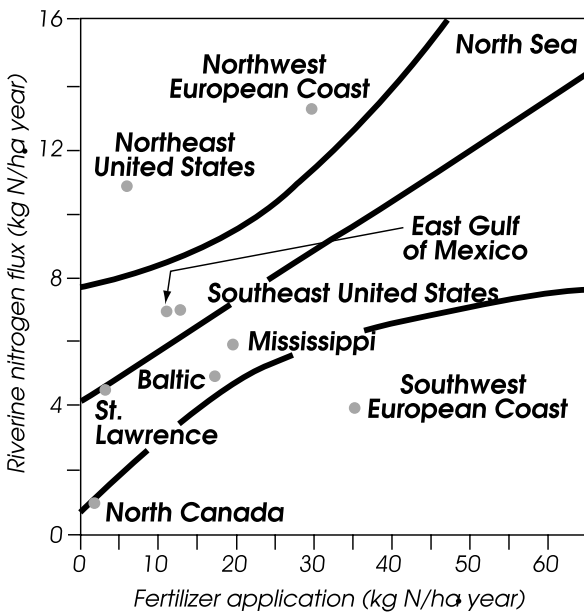 16
12
8
4
0
Riverine nitrogen flux (kg N/ha year)
North Sea
Northwest
European Coast
Northeast
United States
East Gulf
of Mexico
Southeast United States
Mississippi
Baltic
Southwest
European Coast
St.
Lawrence
North Canada
0 10 20 30 40 50 60
Fertilizer application (kg N/ha year)